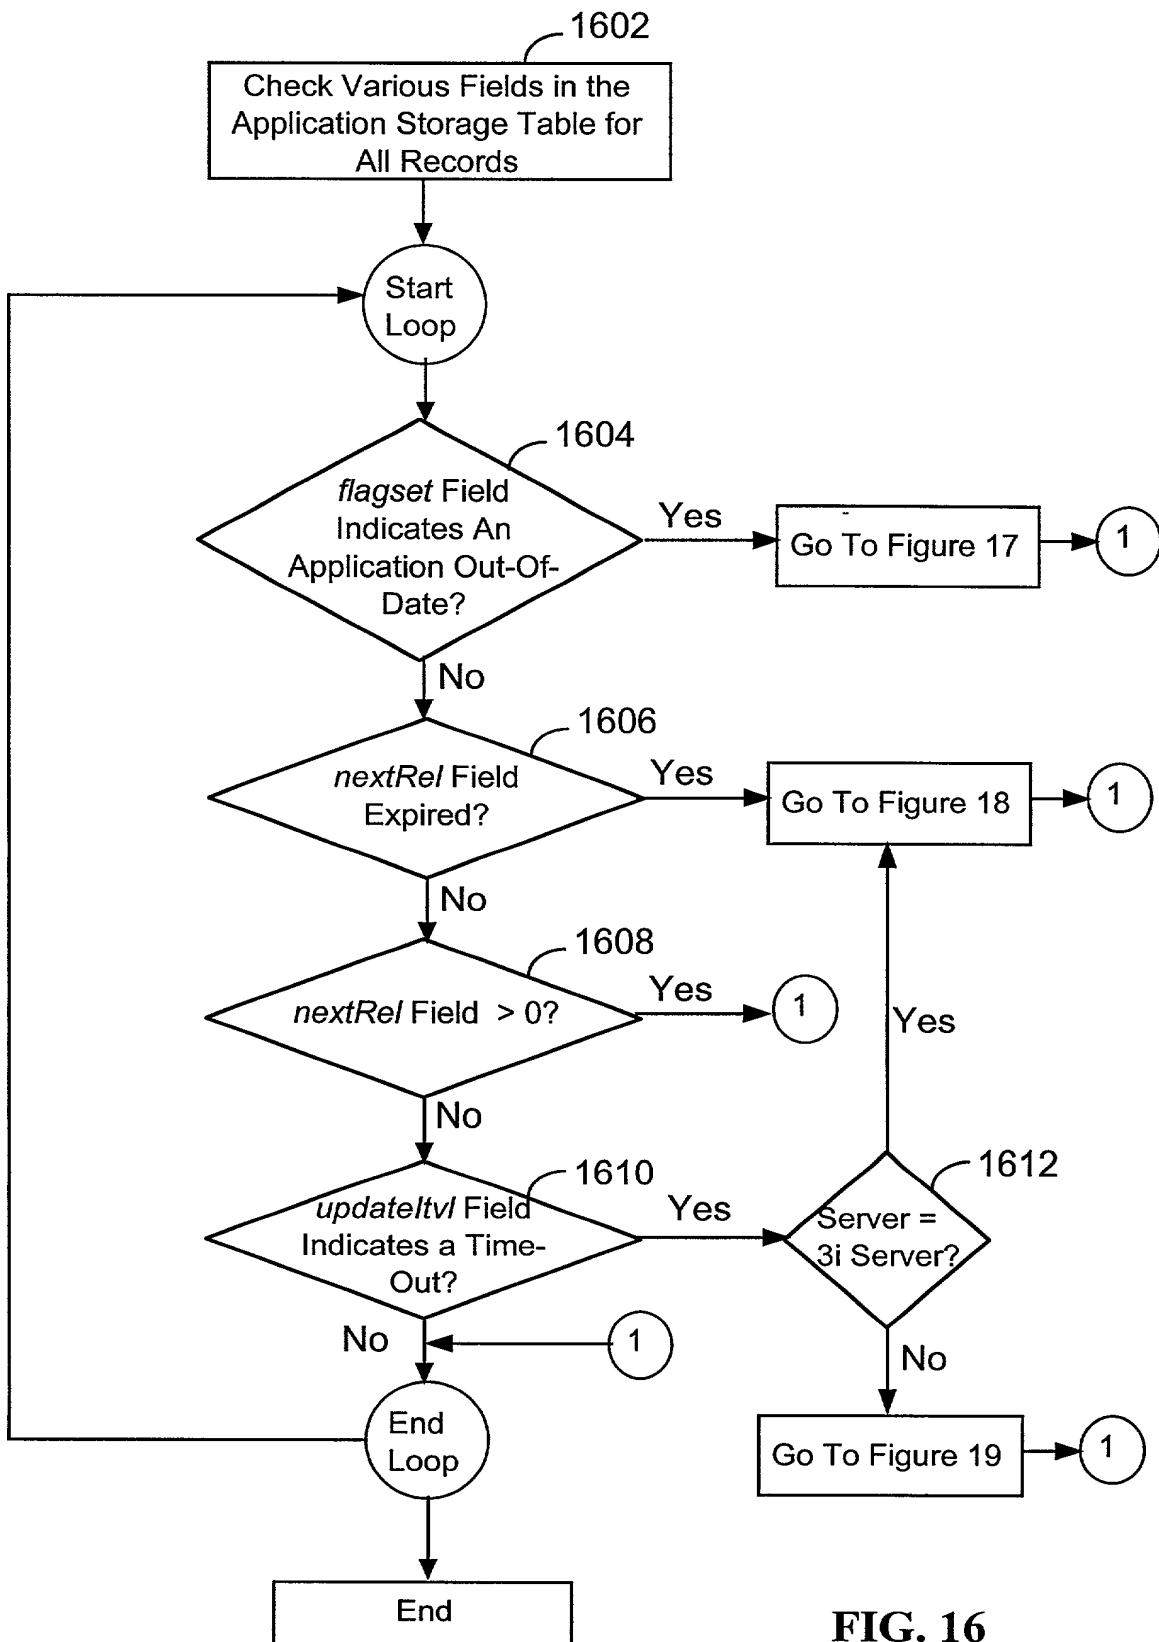 1602
Check Various Fields in the
Application Storage Table for
All Records
Start
Loop
1604
flagset Field
Indicates An
Application Out-Of-
Date?
Yes
Go To Figure 17
1
No
1606
nextRel Field
Expired?
Yes
Go To Figure 18
1
No
1608
nextRel Field > 0?
Yes
1
Yes
No
1610
updateItvl Field
Indicates a Time-
Out?
Yes
1612
Server =
3i Server?
No
1
No
End
Loop
Go To Figure 19
1
End
FIG. 16